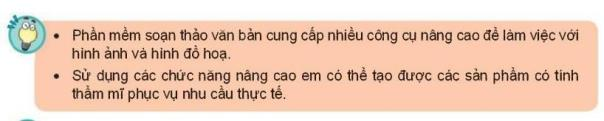 • Phần mềm soạn thảo văn bản cung cấp nhiều công cụ nâng cao để làm việc với
hình ảnh và hình đồ hoạ.
• Sử dụng các chức năng nâng cao em có thể tạo được các sản phẩm có tính
thẩm mĩ phục vụ nhu cầu thực tế.